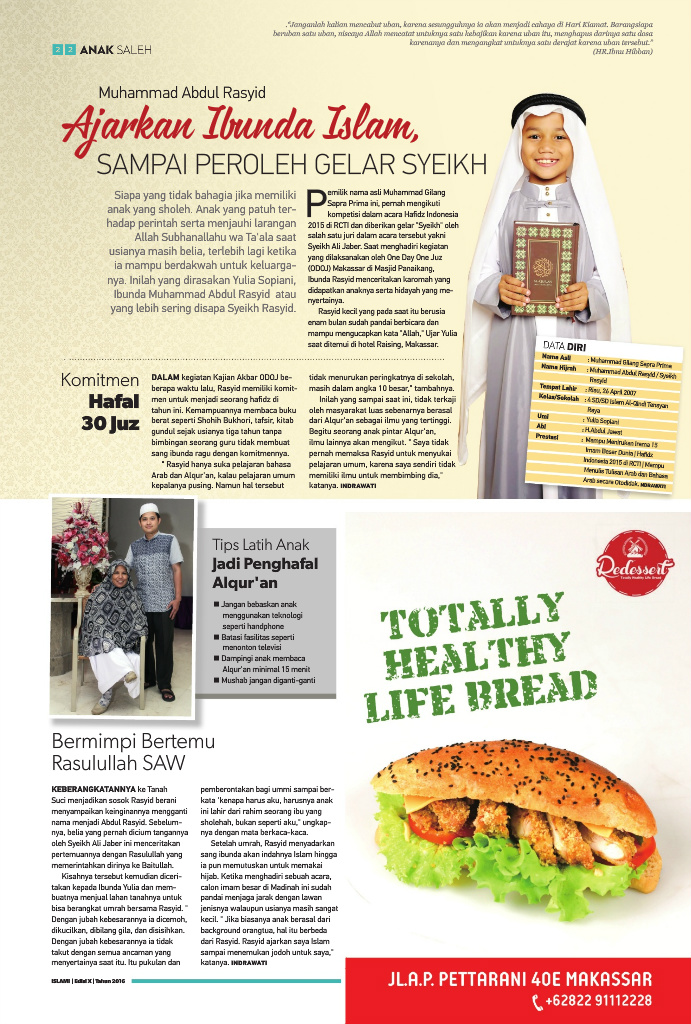 ."Janganlah kalian mencabut uban, karena sesungguhnya ia akan menjadi cahaya di Hari Kiamat. Barangsiapa
beruban satu uban, niscaya Allah mencatat untuknya satu kebajikan karena uban itu, menghapus darinya satu dosa
karenanya dan mengangkat untuknya satu derajat karena uban tersebut."
(HR.Ibnu Hibban)
22 ANAK SALEH
Muhammad Abdul Rasyid
Ajarkan Ibunda Islam,
SAMPAI PEROLEH GELAR SYEIKH
Siapa yang tidak bahagia jika memiliki
anak yang sholeh. Anak yang patuh ter-
hadap perintah serta menjauhi larangan
Allah Subhanallahu wa Ta'ala saat
usianya masih belia, terlebih lagi ketika
ia mampu berdakwah untuk keluarga-
nya. Inilah yang dirasakan Yulia Sopiani,
Ibunda Muhammad Abdul Rasyid atau
yang lebih sering disapa Syeikh Rasyid.
Pemilik nama asli Muhammad Gilang
Sapra Prima ini, pernah mengikuti
kompetisi dalam acara Hafidz Indonesia
2015 di RCTI dan diberikan gelar "Syeikh" oleh
salah satu juri dalam acara tersebut yakni
Syeikh Ali Jaber. Saat menghadiri kegiatan
yang dilaksanakan oleh One Day One Juz
(ODOJ) Makassar di Masjid Panaikang,
Ibunda Rasyid menceritakan karomah yang
didapatkan anaknya serta hidayah yang me-
nyertainya.
Rasyid kecil yang pada saat itu berusia
enam bulan sudah pandai berbicara dan
mampu mengucapkan kata "Allah," Ujar Yulia
saat ditemui di hotel Raising, Makassar.
DATA DIRI
Nama Asli : Muhammad Gilang Sapra Prima
Nama Hijrah : Muhammad Abdul Rasyid / Syeikh
Rasyid
Tempat Lahir : Riau, 26 April 2007
Kelas/Sekolah : 4 SD/SD Islam Al-Qindi Tarayan
Raya
Umi : Yulia Sopiani
Abi : H.Abdul Jawat
Prestasi : Mampu Menirukan Irama 15
Imam Besar Dunia / Hafidz
Indonesia 2015 di RCTI / Mampu
Menulis Tulisan Arab dan Bahasa
Arab secara Otodidak. INDRAWATI
Komitmen
Hafal
30 Juz
DALAM kegiatan Kajian Akbar ODOJ be-
berapa waktu lalu, Rasyid memiliki komit-
men untuk menjadi seorang hafidz di
tahun ini. Kemampuannya membaca buku
berat seperti Shohih Bukhori, tafsir, kitab
gundul sejak usianya tiga tahun tanpa
bimbingan seorang guru tidak membuat
sang ibunda ragu dengan komitmennya.
" Rasyid hanya suka pelajaran bahasa
Arab dan Alqur'an, kalau pelajaran umum
kepalanya pusing. Namun hal tersebut
tidak menurunkan peringkatnya di sekolah,
masih dalam angka 10 besar," tambahnya.
Inilah yang sampai saat ini, tidak terkaji
oleh masyarakat luas sebenarnya berasal
dari Alqur'an sebagai ilmu yang tertinggi.
Begitu seorang anak pintar Alqur'an,
ilmu lainnya akan mengikut. " Saya tidak
pernah memaksa Rasyid untuk menyukai
pelajaran umum, karena saya sendiri tidak
memiliki ilmu untuk membimbing dia,"
katanya. INDRAWATI
Tips Latih Anak
Jadi Penghafal
Alqur'an
■ Jangan bebaskan anak
menggunakan teknologi
seperti handphone
■ Batasi fasilitas seperti
menonton televisi
■ Dampingi anak membaca
Alqur'an minimal 15 menit
■ Mushab jangan diganti-ganti
Bermimpi Bertemu
Rasulullah SAW
KEBERANGKATANNYA ke Tanah
Suci menjadikan sosok Rasyid berani
menyampaikan keinginannya mengganti
nama menjadi Abdul Rasyid. Sebelum-
nya, belia yang pernah dicium tangannya
oleh Syeikh Ali Jaber ini menceritakan
pertemuannya dengan Rasulullah yang
memerintahkan dirinya ke Baitullah.
Kisahnya tersebut kemudian diceri-
takan kepada Ibunda Yulia dan mem-
buatnya menjual lahan tanahnya untuk
bisa berangkat umrah bersama Rasyid. "
Dengan jubah kebesarannya ia dicemoh,
dikucilkan, dibilang gila, dan disisihkan.
Dengan jubah kebesarannya ia tidak
takut dengan semua ancaman yang
menyertainya saat itu. Itu pukulan dan
pemberontakan bagi ummi sampai ber-
kata 'kenapa harus aku, harusnya anak
ini lahir dari rahim seorang ibu yang
sholehah, bukan seperti aku," ungkap-
nya dengan mata berkaca-kaca.
Setelah umrah, Rasyid menyadarkan
sang ibunda akan indahnya Islam hingga
ia pun memutuskan untuk memakai
hijab. Ketika menghadiri sebuah acara,
calon imam besar di Madinah ini sudah
pandai menjaga jarak dengan lawan
jenisnya walaupun usianya masih sangat
kecil. " Jika biasanya anak berasal dari
background orangtua, hal itu berbeda
dari Rasyid. Rasyid ajarkan saya Islam
sampai menemukan jodoh untuk saya,"
katanya. INDRAWATI
ISLAMI | Edisi X | Tahun 2016
Redessert
Totally Healthy Life Bread
TOTALLY
HEALTHY
LIFE BREAD
JL.A.P. PETTARANI 40E MAKASSAR
+62822 91112228